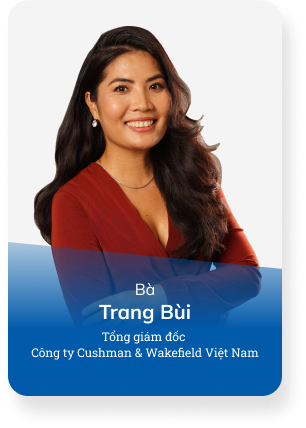 Bà
Trang Bùi
Tổng giám đốc
Công ty Cushman & Wakefield Việt Nam